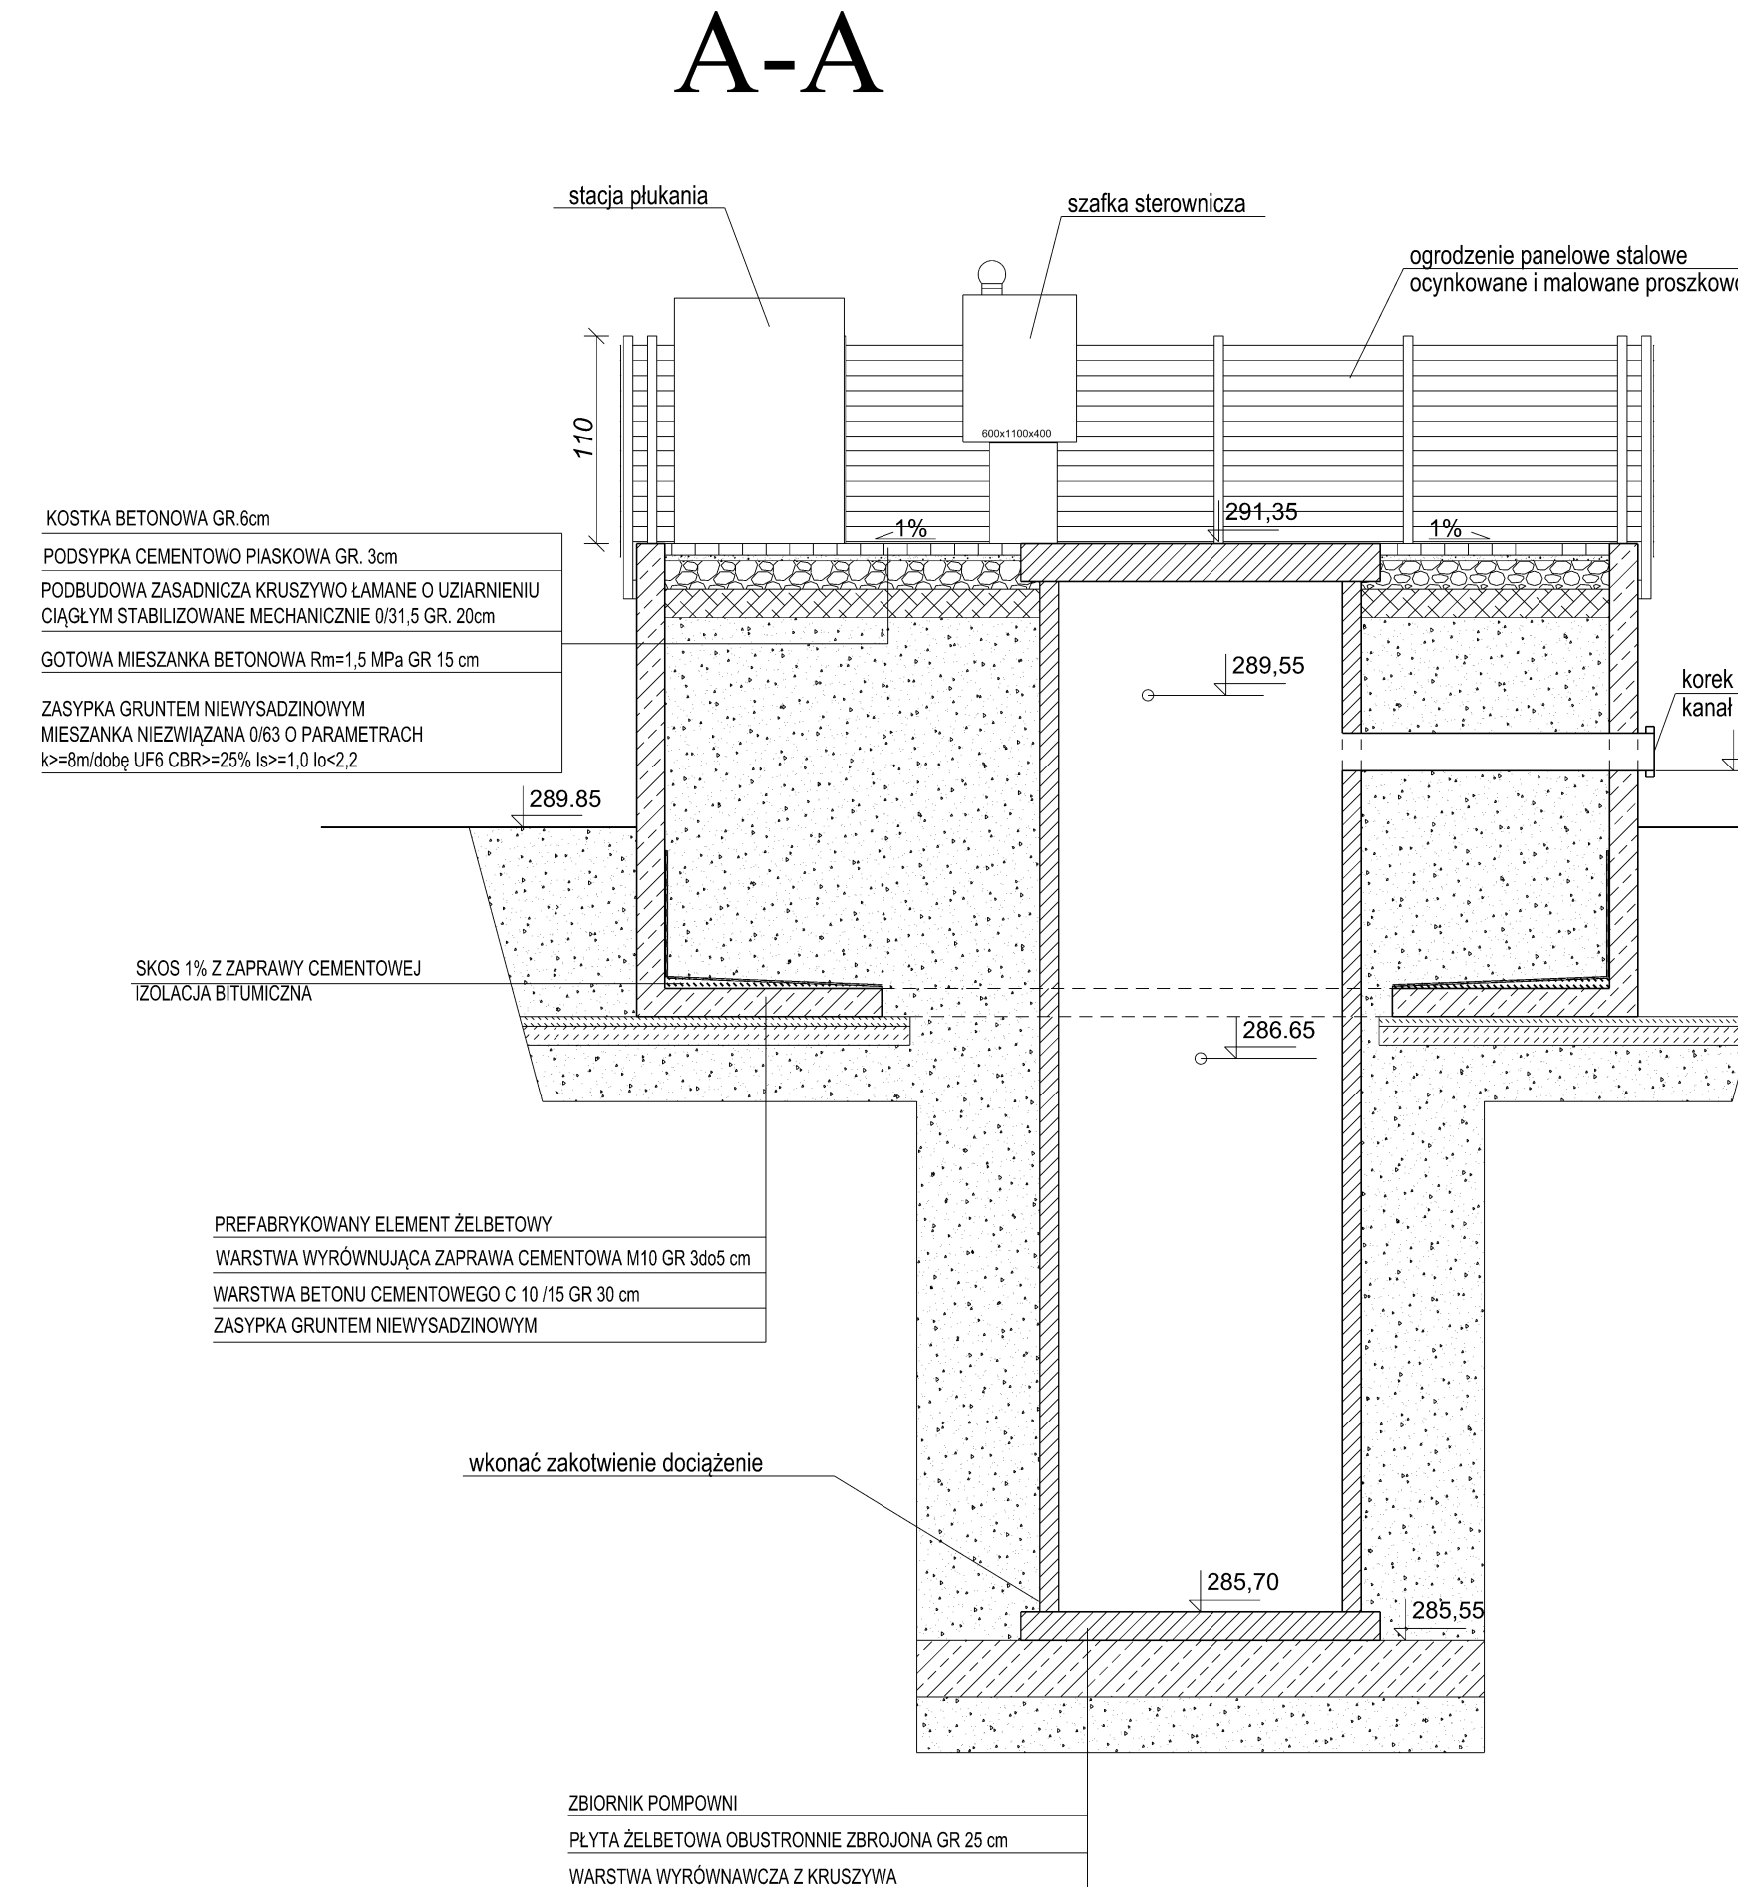 A-A
stacja płukania
szafka sterownicza
ogrodzenie panelowe stalowe
ocynkowane i malowane proszkowo
110
600x1100x400
KOSTKA BETONOWA GR.6cm
PODSYPKA CEMENTOWO PIASKOWA GR. 3cm
PODBUDOWA ZASADNICZA KRUSZYWO ŁAMANE O UZIARNIENIU
CIĄGŁYM STABILIZOWANE MECHANICZNIE 0/31,5 GR. 20cm
GOTOWA MIESZANKA BETONOWA Rm=1,5 MPa GR 15 cm
ZASYPKA GRUNTEM NIEWYSADZINOWYM
MIESZANKA NIEZWIĄZANA 0/63 O PARAMETRACH
k>=8m/dobę UF6 CBR>=25% Is>=1,0 Io<2,2
1%
291,35
1%
289,55
korek
kanał
289.85
SKOS 1% Z ZAPRAWY CEMENTOWEJ
IZOLACJA BITUMICZNA
286.65
PREFABRYKOWANY ELEMENT ŻELBETOWY
WARSTWA WYRÓWNUJĄCA ZAPRAWA CEMENTOWA M10 GR 3do5 cm
WARSTWA BETONU CEMENTOWEGO C 10 /15 GR 30 cm
ZASYPKA GRUNTEM NIEWYSADZINOWYM
wkonać zakotwienie dociążenie
285,70
285,55
ZBIORNIK POMPOWNI
PŁYTA ŻELBETOWA OBUSTRONNIE ZBROJONA GR 25 cm
WARSTWA WYRÓWNAWCZA Z KRUSZYWA